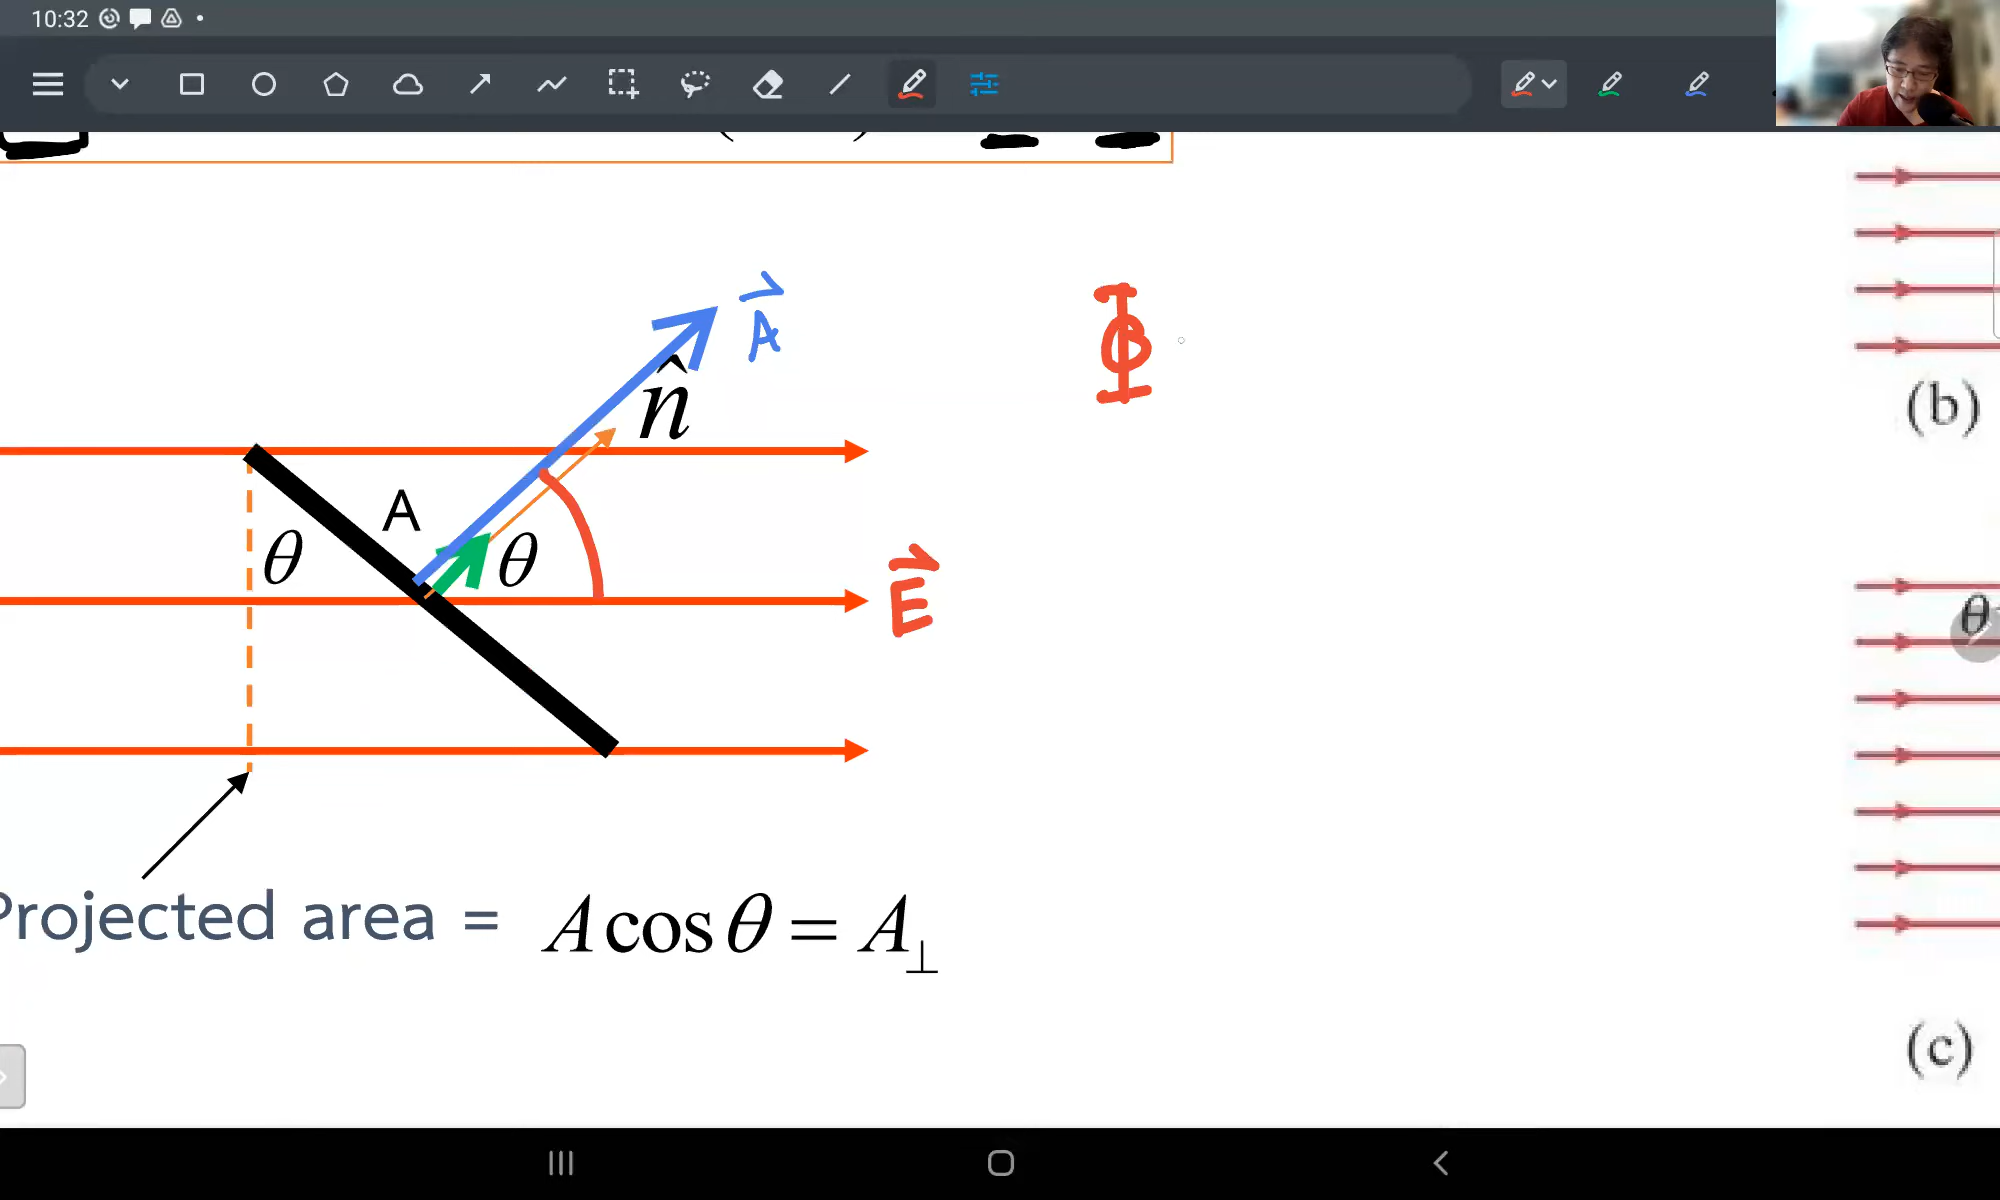 10:32
A⃗
Φ
n̂
(b)
A
θ
θ
E⃗
θ
Projected area = A cos θ = A⊥
(c)